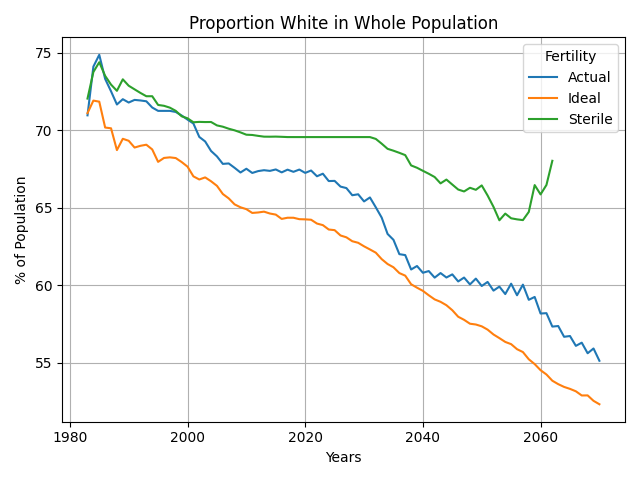 Proportion White in Whole Population
% of Population
75
70
65
60
55
Fertility
Actual
Ideal
Sterile
1980
2000
2020
2040
2060
Years